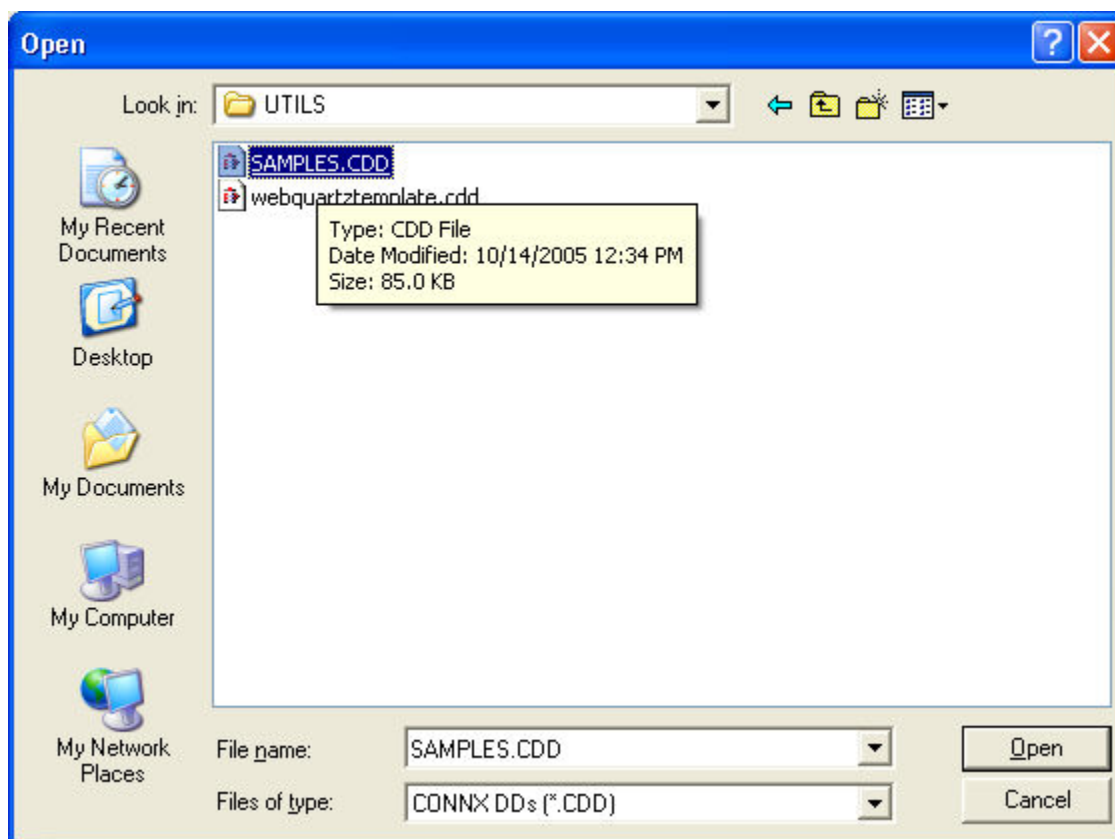 Open
Look in:
UTILS
SAMPLES.CDD
webquartztemplate.cdd
Type: CDD File
Date Modified: 10/14/2005 12:34 PM
Size: 85.0 KB
My Recent
Documents
Desktop
My Documents
My Computer
My Network
Places
File name:
SAMPLES.CDD
Open
Files of type:
CONNX DDs (*.CDD)
Cancel